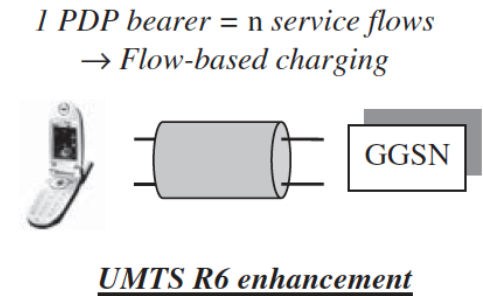 1 PDP bearer = n service flows
→ Flow-based charging
GGSN
UMTS R6 enhancement